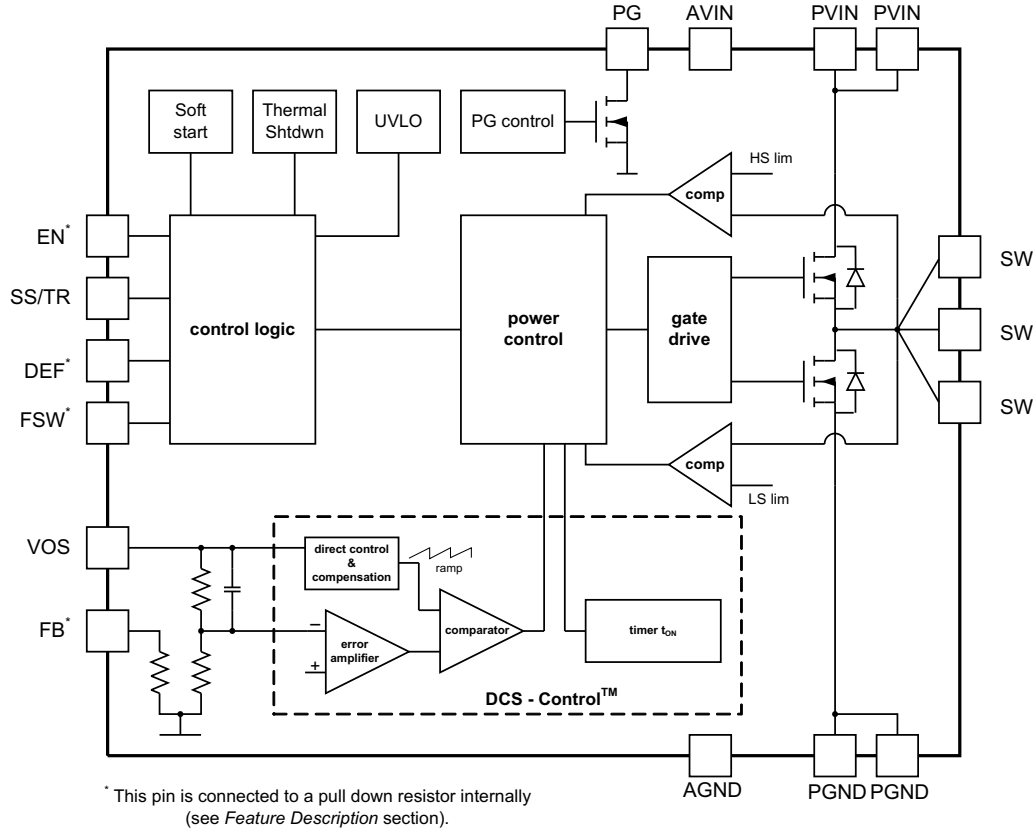 PG
AVIN
PVIN
PVIN
Soft
start
Thermal
Shtdwn
UVLO
PG control
HS lim
comp
EN*
SS/TR
DEF*
FSW*
control logic
power
control
gate
drive
SW
SW
SW
comp
LS lim
VOS
direct control
&
compensation
ramp
FB*
–
+
error
amplifier
comparator
timer tON
DCS - Control™
AGND
PGND
PGND
* This pin is connected to a pull down resistor internally
(see Feature Description section).